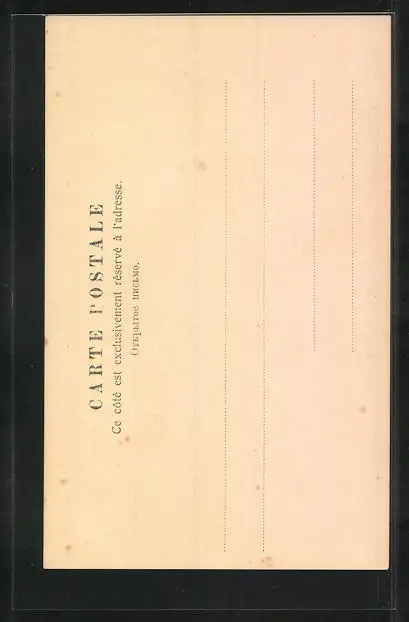 CARTE POSTALE
Ce côté est exclusivement réservé à l'adresse.
Открытое письмо.